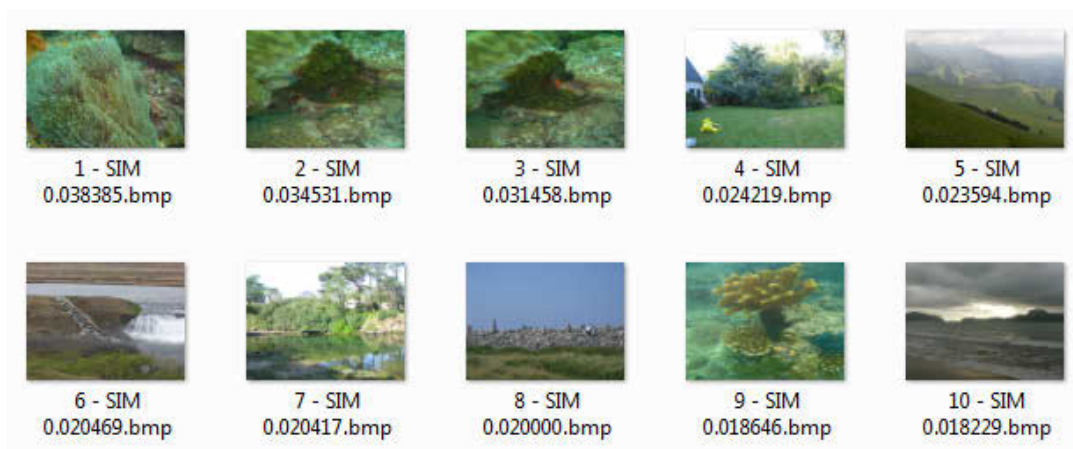 1 - SIM
0.038385.bmp
2 - SIM
0.034531.bmp
3 - SIM
0.031458.bmp
4 - SIM
0.024219.bmp
5 - SIM
0.023594.bmp
6 - SIM
0.020469.bmp
7 - SIM
0.020417.bmp
8 - SIM
0.020000.bmp
9 - SIM
0.018646.bmp
10 - SIM
0.018229.bmp